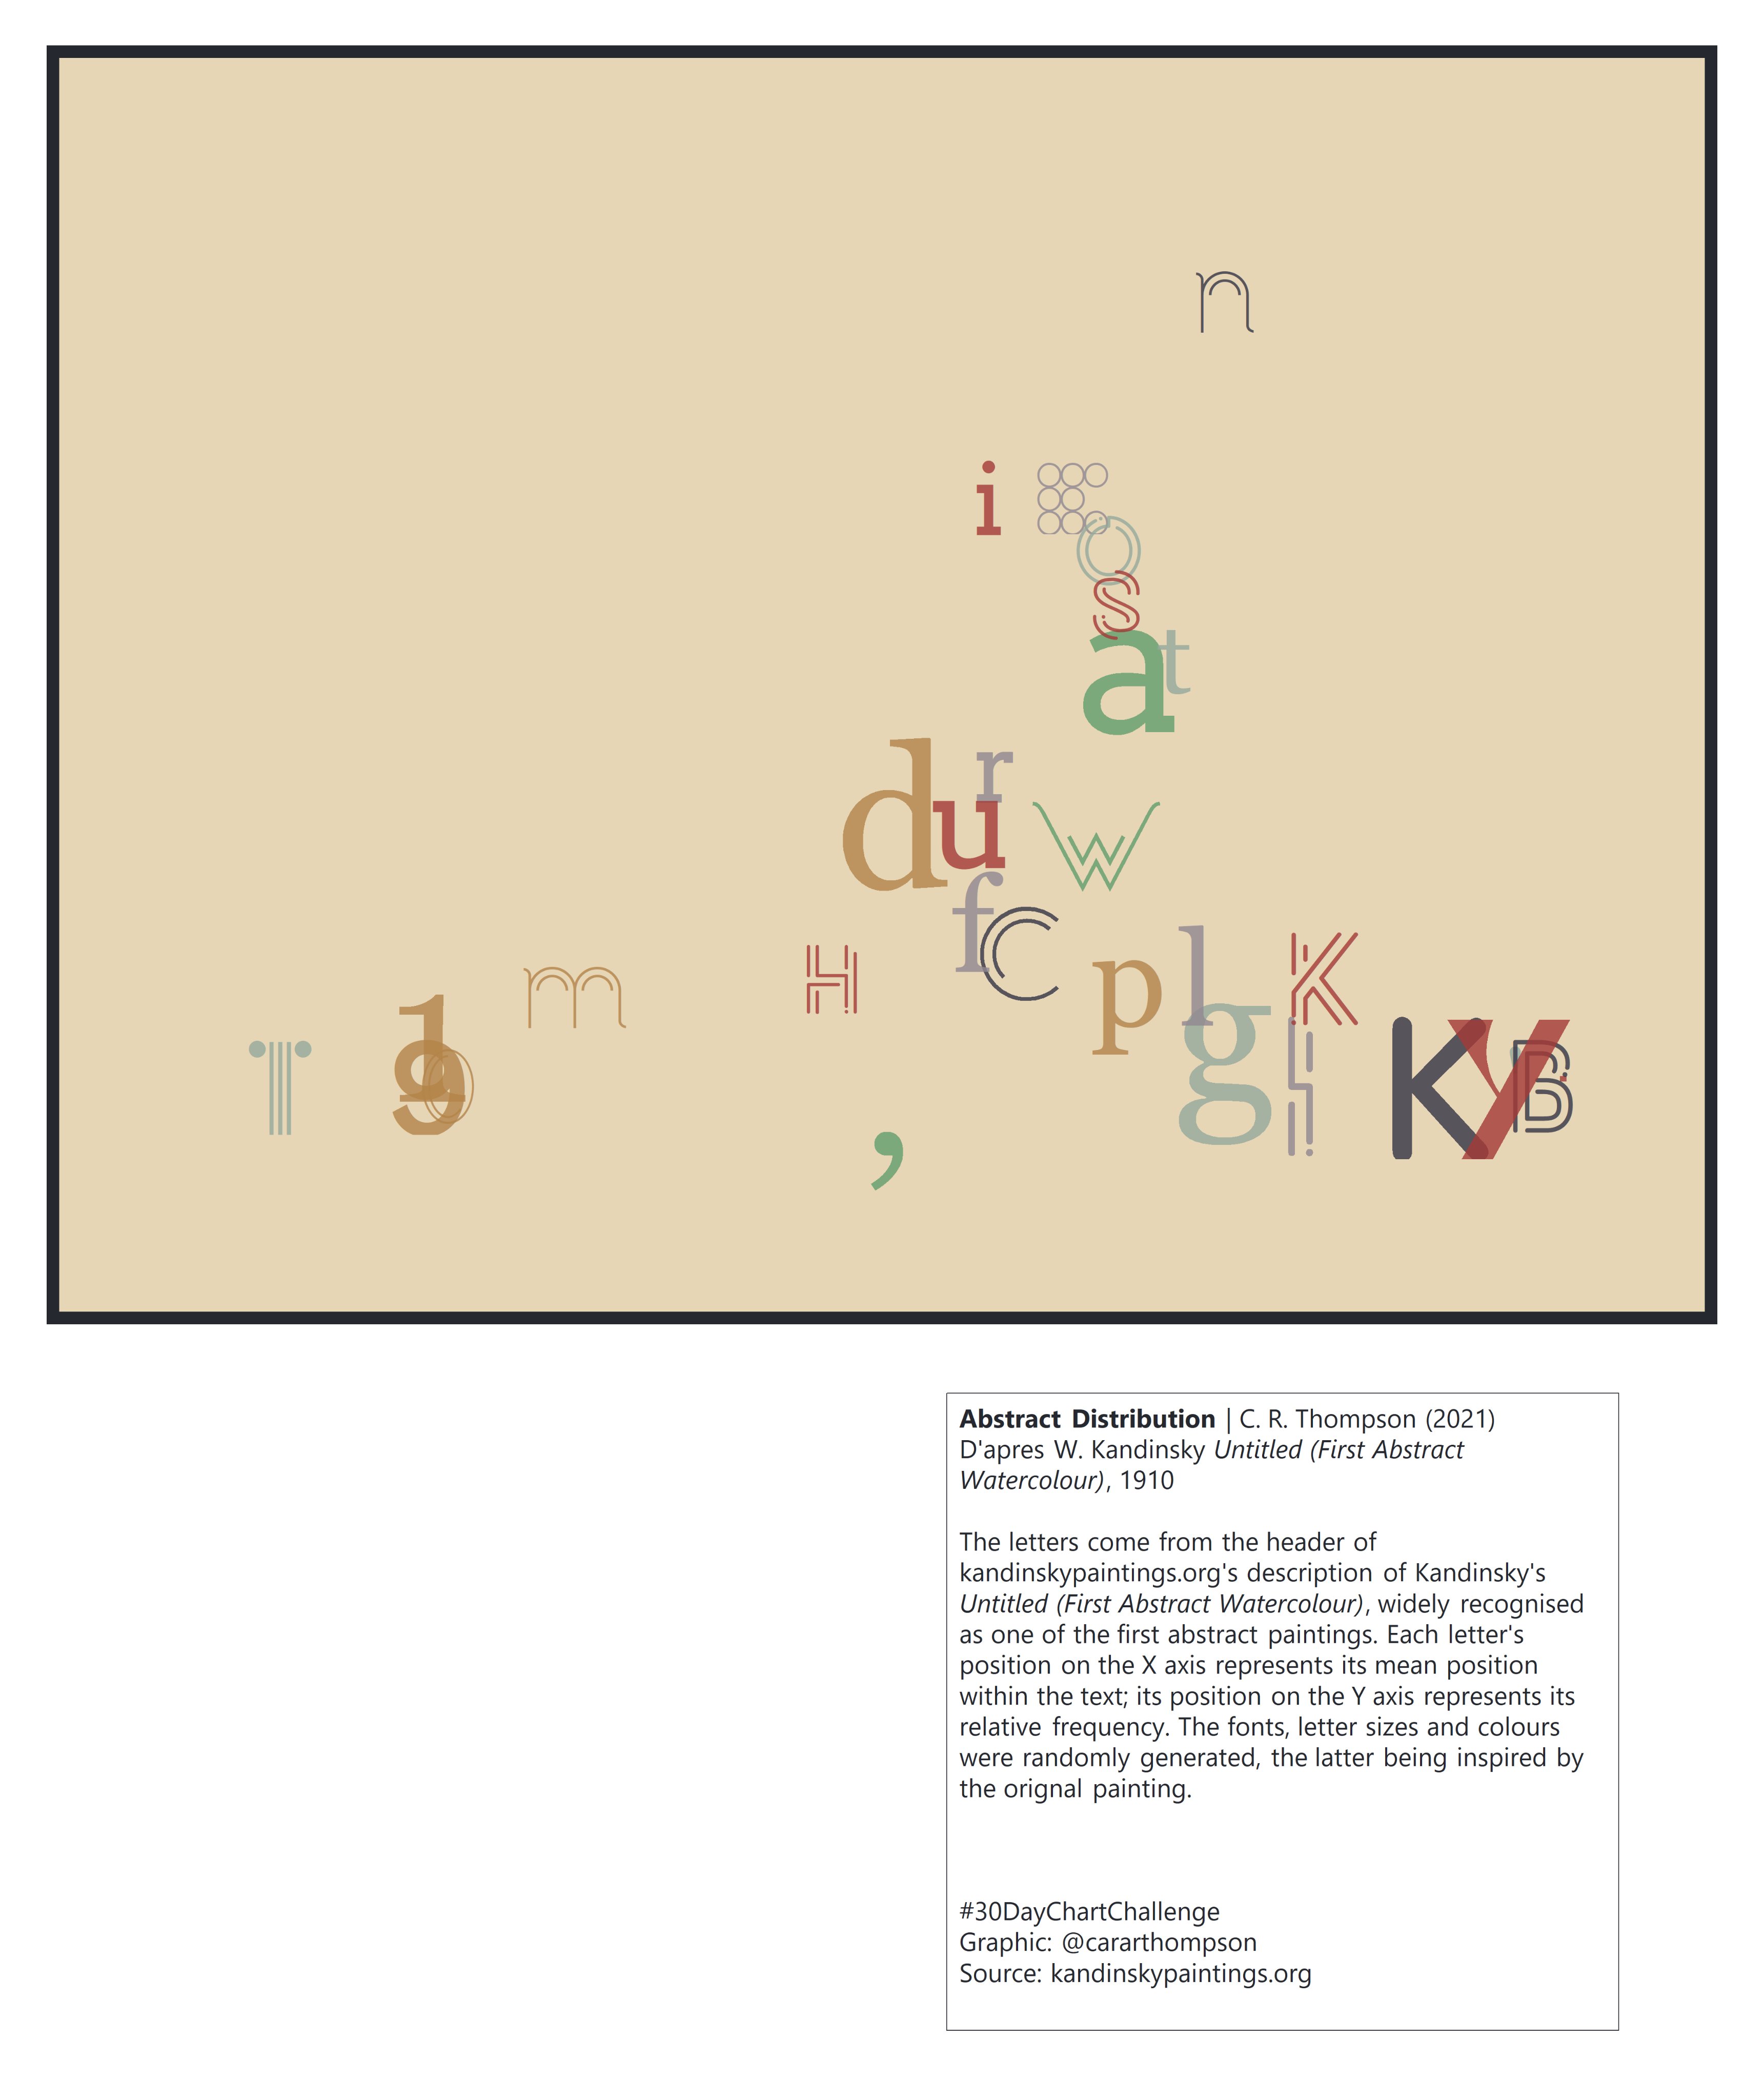 n
i E
o
s
a t
d r
u w
f C
H p l K
m
1 g h K y B
T 9 0
,
Abstract Distribution | C. R. Thompson (2021)
D'apres W. Kandinsky Untitled (First Abstract
Watercolour), 1910
The letters come from the header of
kandinskypaintings.org's description of Kandinsky's
Untitled (First Abstract Watercolour), widely recognised
as one of the first abstract paintings. Each letter's
position on the X axis represents its mean position
within the text; its position on the Y axis represents its
relative frequency. The fonts, letter sizes and colours
were randomly generated, the latter being inspired by
the orignal painting.
#30DayChartChallenge
Graphic: @cararthompson
Source: kandinskypaintings.org